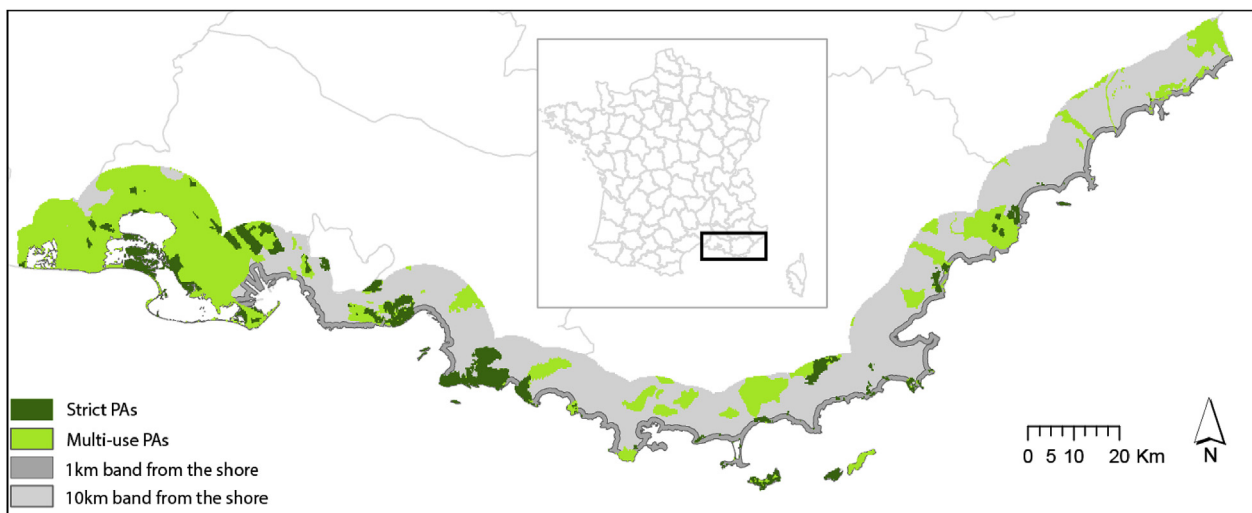 Strict PAs
Multi-use PAs
1km band from the shore
10km band from the shore
0 5 10 20 Km
N